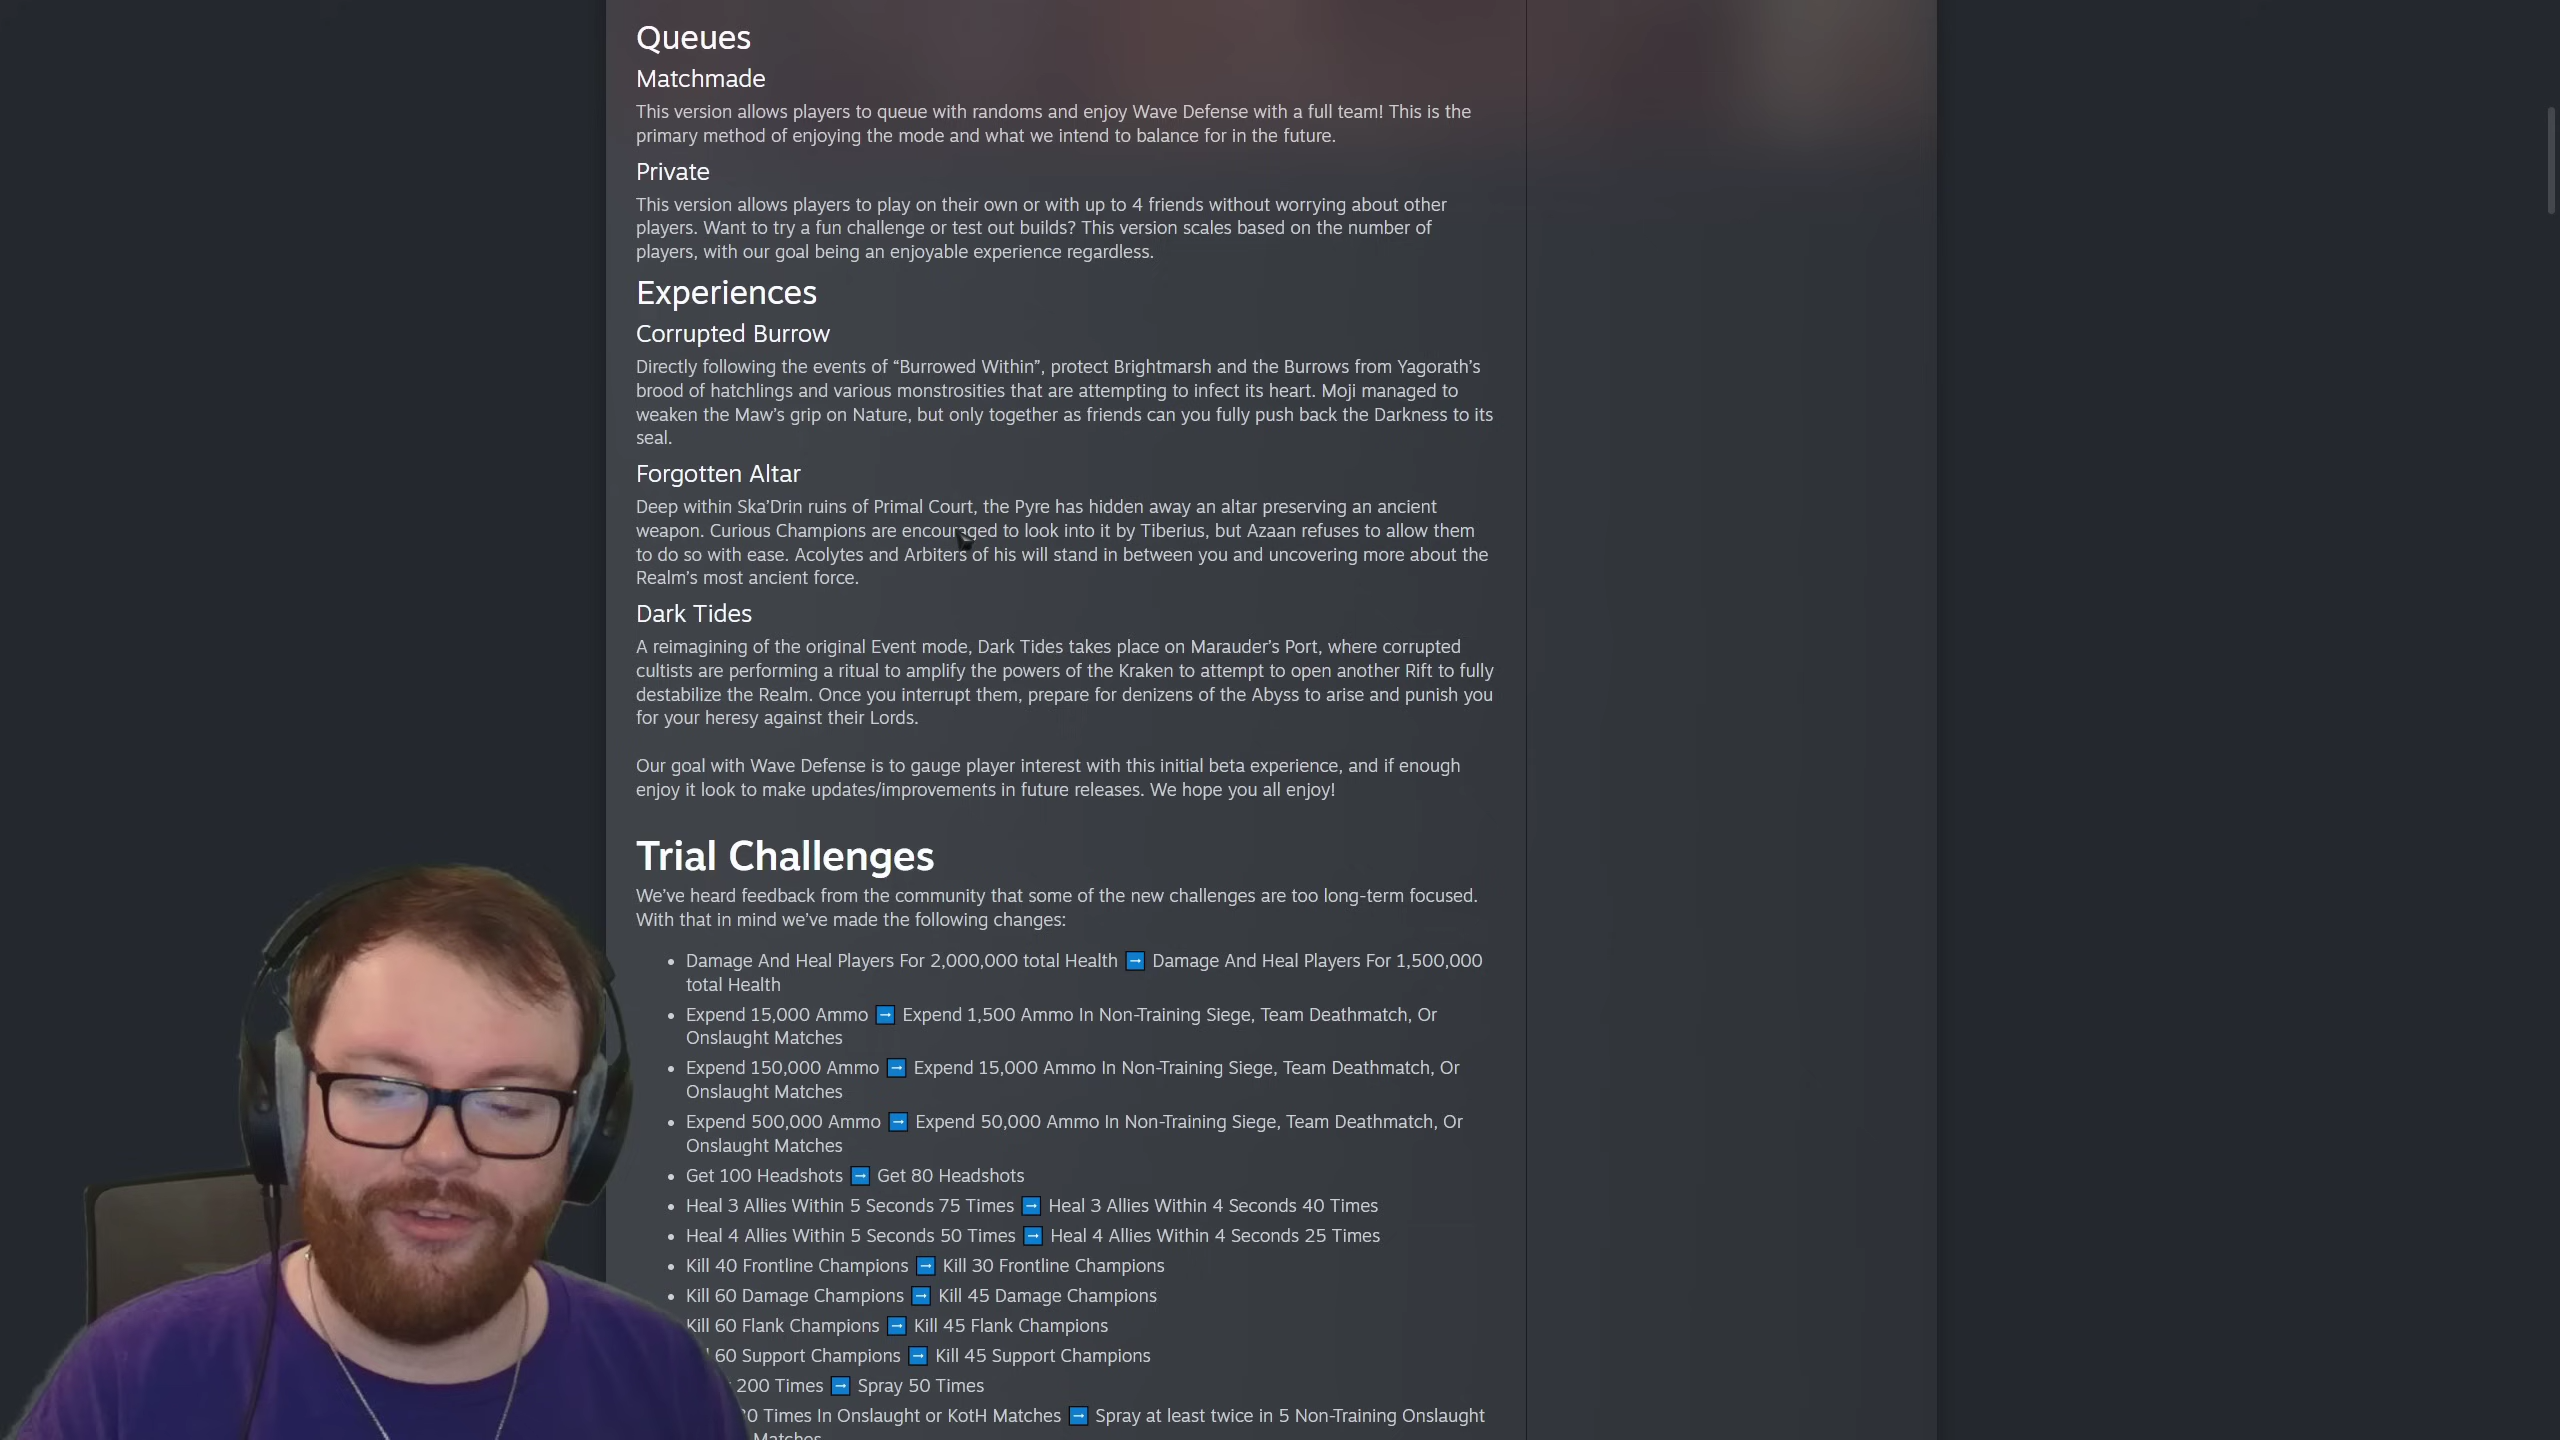 Queues
Matchmade
This version allows players to queue with randoms and enjoy Wave Defense with a full team! This is the
primary method of enjoying the mode and what we intend to balance for in the future.
Private
This version allows players to play on their own or with up to 4 friends without worrying about other
players. Want to try a fun challenge or test out builds? This version scales based on the number of
players, with our goal being an enjoyable experience regardless.
Experiences
Corrupted Burrow
Directly following the events of “Burrowed Within”, protect Brightmarsh and the Burrows from Yagorath’s
brood of hatchlings and various monstrosities that are attempting to infect its heart. Moji managed to
weaken the Maw’s grip on Nature, but only together as friends can you fully push back the Darkness to its
seal.
Forgotten Altar
Deep within Ska’Drin ruins of Primal Court, the Pyre has hidden away an altar preserving an ancient
weapon. Curious Champions are encouraged to look into it by Tiberius, but Azaan refuses to allow them
to do so with ease. Acolytes and Arbiters of his will stand in between you and uncovering more about the
Realm’s most ancient force.
Dark Tides
A reimagining of the original Event mode, Dark Tides takes place on Marauder’s Port, where corrupted
cultists are performing a ritual to amplify the powers of the Kraken to attempt to open another Rift to fully
destabilize the Realm. Once you interrupt them, prepare for denizens of the Abyss to arise and punish you
for your heresy against their Lords.
Our goal with Wave Defense is to gauge player interest with this initial beta experience, and if enough
enjoy it look to make updates/improvements in future releases. We hope you all enjoy!
Trial Challenges
We’ve heard feedback from the community that some of the new challenges are too long-term focused.
With that in mind we’ve made the following changes:
• Damage And Heal Players For 2,000,000 total Health ➡ Damage And Heal Players For 1,500,000
total Health
• Expend 15,000 Ammo ➡ Expend 1,500 Ammo In Non-Training Siege, Team Deathmatch, Or
Onslaught Matches
• Expend 150,000 Ammo ➡ Expend 15,000 Ammo In Non-Training Siege, Team Deathmatch, Or
Onslaught Matches
• Expend 500,000 Ammo ➡ Expend 50,000 Ammo In Non-Training Siege, Team Deathmatch, Or
Onslaught Matches
• Get 100 Headshots ➡ Get 80 Headshots
• Heal 3 Allies Within 5 Seconds 75 Times ➡ Heal 3 Allies Within 4 Seconds 40 Times
• Heal 4 Allies Within 5 Seconds 50 Times ➡ Heal 4 Allies Within 4 Seconds 25 Times
• Kill 40 Frontline Champions ➡ Kill 30 Frontline Champions
• Kill 60 Damage Champions ➡ Kill 45 Damage Champions
Kill 60 Flank Champions ➡ Kill 45 Flank Champions
60 Support Champions ➡ Kill 45 Support Champions
200 Times ➡ Spray 50 Times
Times In Onslaught or KotH Matches ➡ Spray at least twice in 5 Non-Training Onslaught
Matches